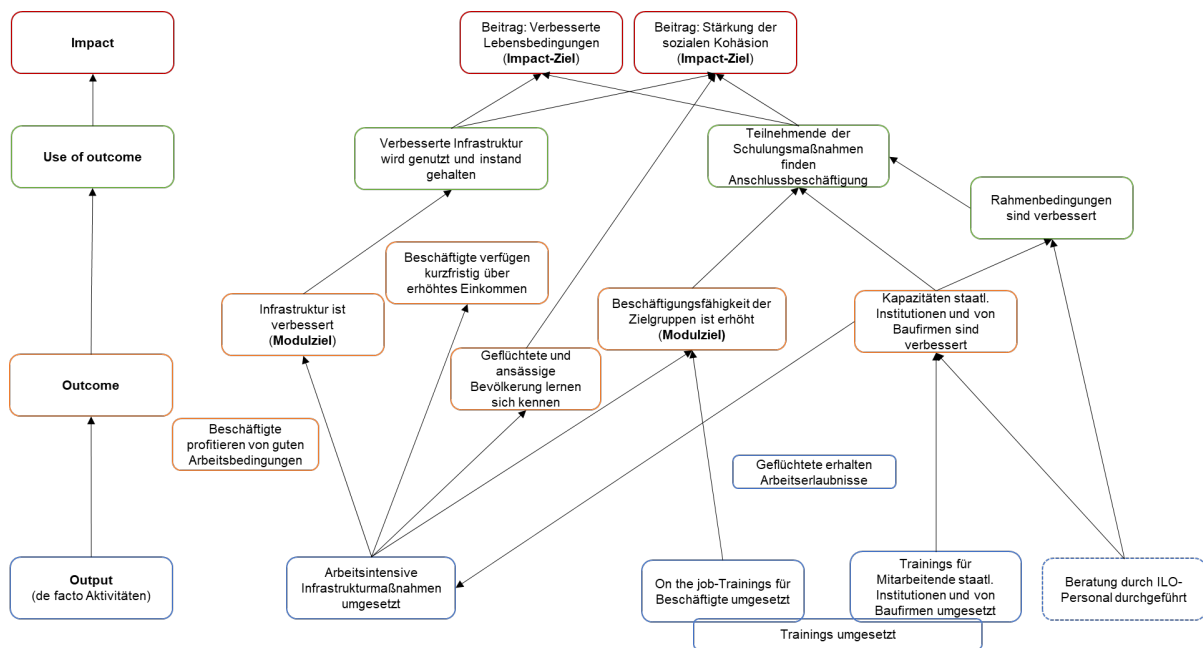 Impact
Beitrag: Verbesserte
Lebensbedingungen
(Impact-Ziel)
Beitrag: Stärkung der
sozialen Kohäsion
(Impact-Ziel)
Use of outcome
Verbesserte Infrastruktur
wird genutzt und instand
gehalten
Teilnehmende der
Schulungsmaßnahmen
finden
Anschlussbeschäftigung
Rahmenbedingungen
sind verbessert
Beschäftigte verfügen
kurzfristig über
erhöhtes Einkommen
Infrastruktur ist
verbessert
(Modulziel)
Beschäftigungsfähigkeit der
Zielgruppen ist erhöht
(Modulziel)
Kapazitäten staatl.
Institutionen und von
Baufirmen sind
verbessert
Outcome
Geflüchtete und
ansässige
Bevölkerung lernen
sich kennen
Beschäftigte
profitieren von guten
Arbeitsbedingungen
Geflüchtete erhalten
Arbeitserlaubnisse
Output
(de facto Aktivitäten)
Arbeitsintensive
Infrastrukturmaßnahmen
umgesetzt
On the job-Trainings für
Beschäftigte umgesetzt
Trainings für
Mitarbeitende staatl.
Institutionen und von
Baufirmen umgesetzt
Beratung durch ILO-
Personal durchgeführt
Trainings umgesetzt